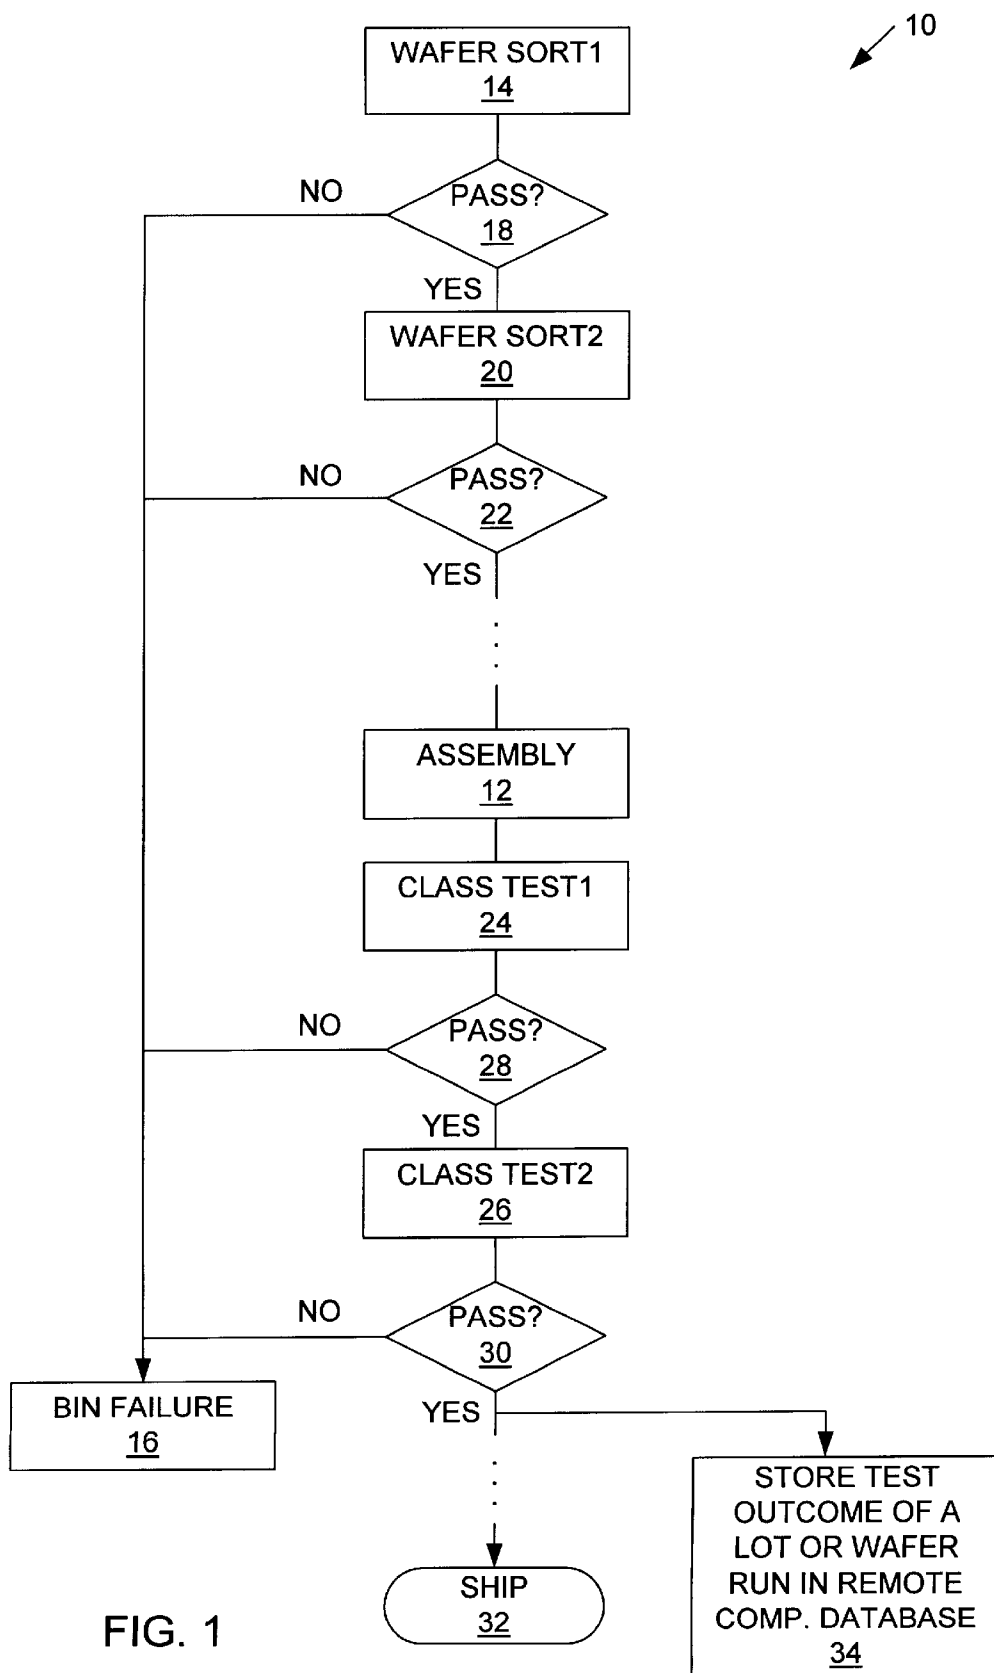 10
WAFER SORT1
14
NO
PASS?
18
YES
WAFER SORT2
20
NO
PASS?
22
YES
ASSEMBLY
12
CLASS TEST1
24
NO
PASS?
28
YES
CLASS TEST2
26
NO
PASS?
30
YES
BIN FAILURE
16
STORE TEST
OUTCOME OF A
LOT OR WAFER
RUN IN REMOTE
COMP. DATABASE
34
SHIP
32
FIG. 1